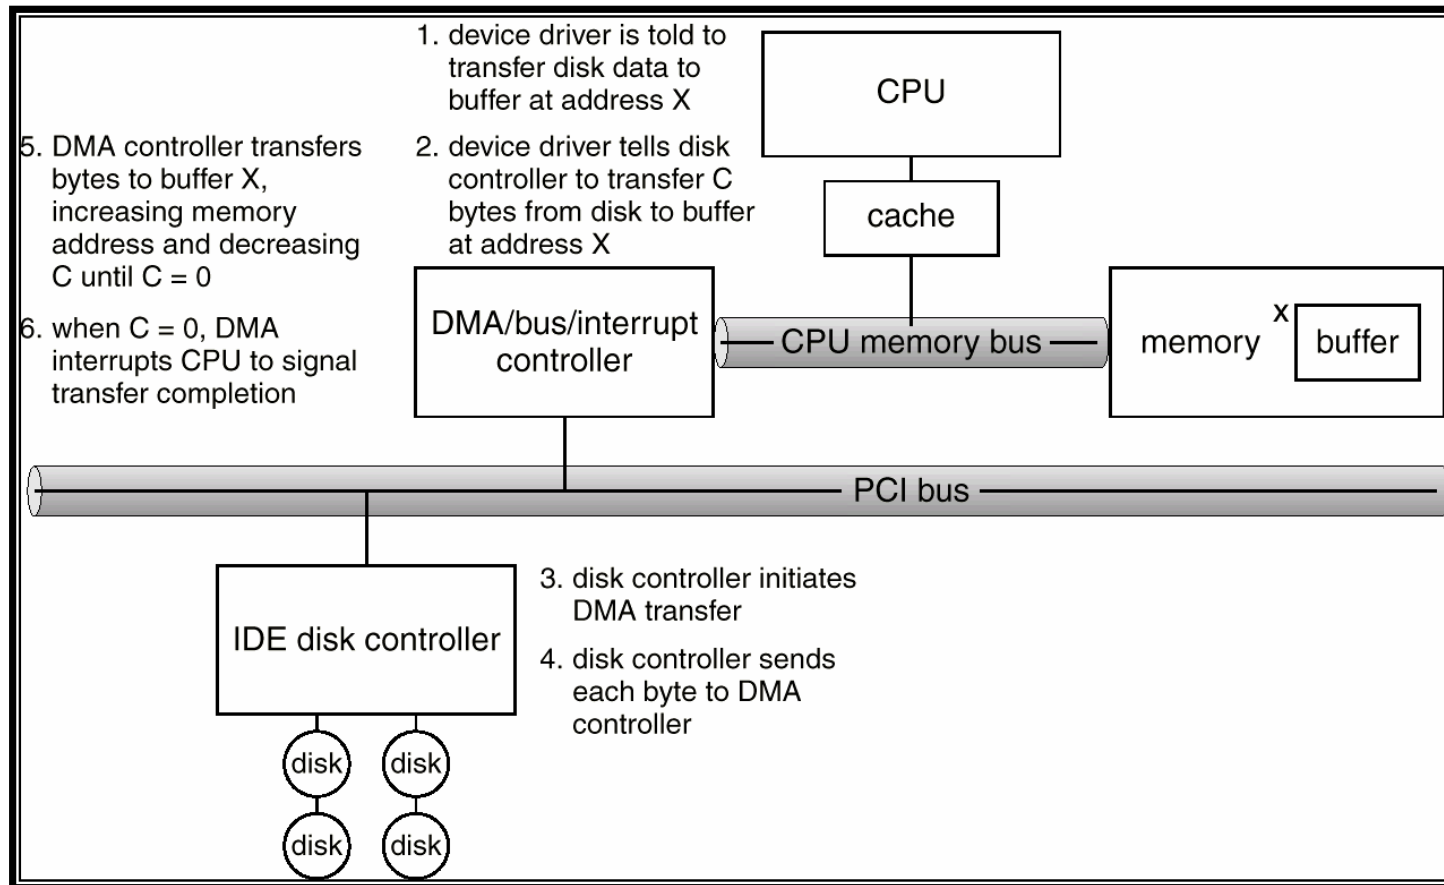 1. device driver is told to
transfer disk data to
buffer at address X
CPU
5. DMA controller transfers
bytes to buffer X,
increasing memory
address and decreasing
C until C = 0
2. device driver tells disk
controller to transfer C
bytes from disk to buffer
at address X
cache
6. when C = 0, DMA
interrupts CPU to signal
transfer completion
DMA/bus/interrupt
controller
CPU memory bus
memory
x
buffer
PCI bus
IDE disk controller
3. disk controller initiates
DMA transfer
4. disk controller sends
each byte to DMA
controller
disk
disk
disk
disk